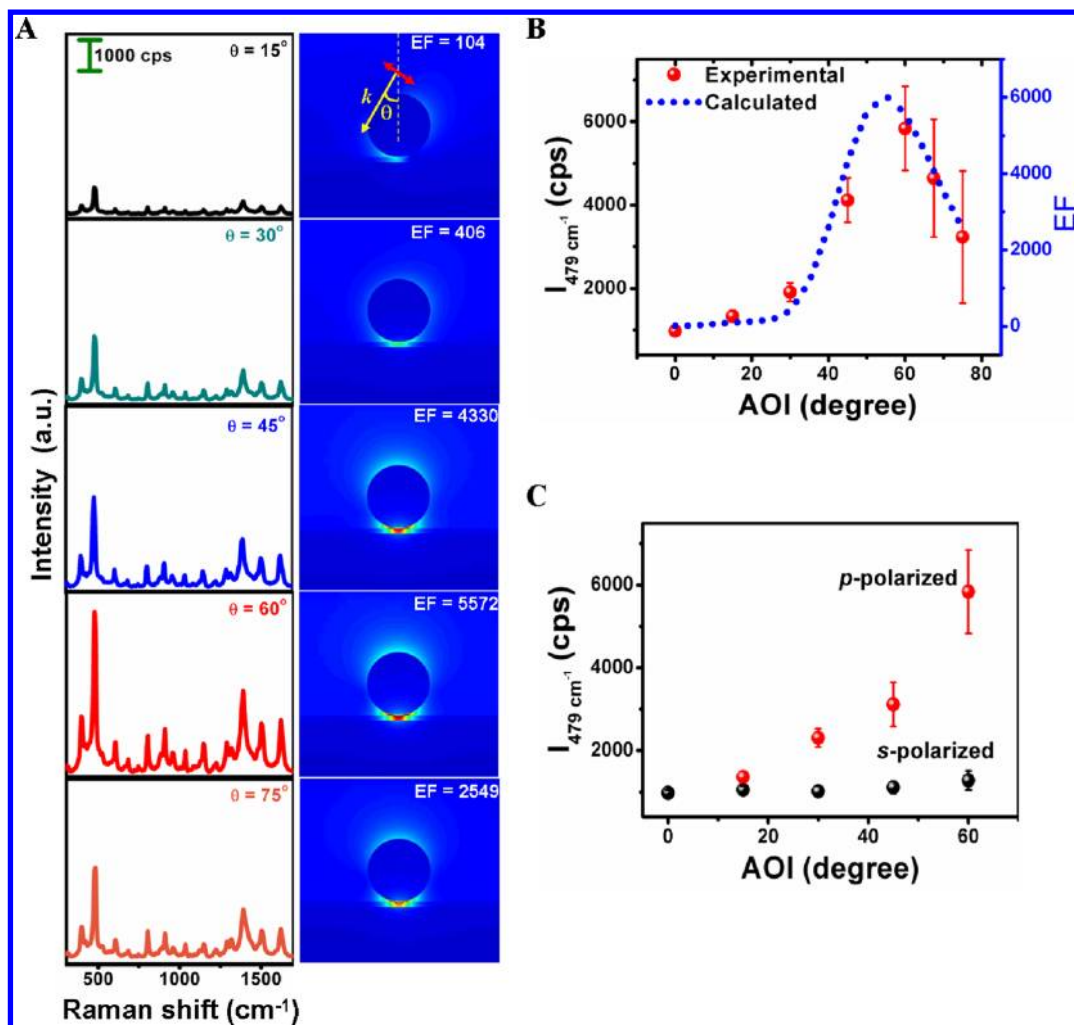 A
1000 cps
θ = 15°
EF = 104
k
θ
θ = 30°
EF = 406
θ = 45°
EF = 4330
θ = 60°
EF = 5572
θ = 75°
EF = 2549
Intensity (a.u.)
500 1000 1500
Raman shift (cm⁻¹)
B
Experimental
Calculated
6000
4000
2000
I479 cm⁻¹ (cps)
6000
4000
2000
0
EF
0 20 40 60 80
AOI (degree)
C
p-polarized
s-polarized
6000
4000
2000
I479 cm⁻¹ (cps)
0 20 40 60
AOI (degree)